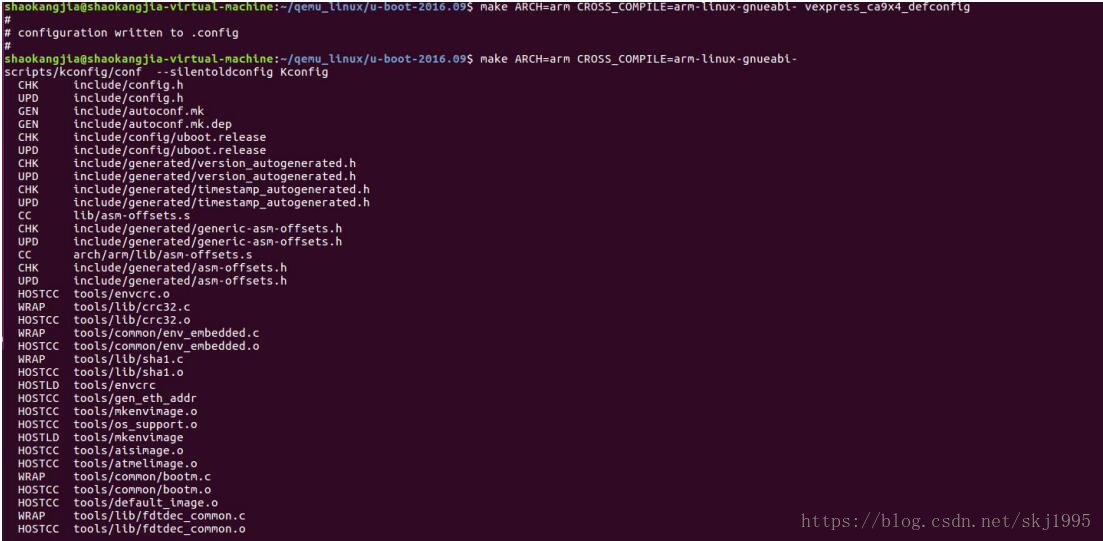 shaokangjia@shaokangjia-virtual-machine:~/qemu_linux/u-boot-2016.09$ make ARCH=arm CROSS_COMPILE=arm-linux-gnueabi- vexpress_ca9x4_defconfig
#
# configuration written to .config
#
shaokangjia@shaokangjia-virtual-machine:~/qemu_linux/u-boot-2016.09$ make ARCH=arm CROSS_COMPILE=arm-linux-gnueabi-
scripts/kconfig/conf  --silentoldconfig Kconfig
  CHK     include/config.h
  UPD     include/config.h
  GEN     include/autoconf.mk
  GEN     include/autoconf.mk.dep
  CHK     include/config/uboot.release
  UPD     include/config/uboot.release
  CHK     include/generated/version_autogenerated.h
  UPD     include/generated/version_autogenerated.h
  CHK     include/generated/timestamp_autogenerated.h
  UPD     include/generated/timestamp_autogenerated.h
  CC      lib/asm-offsets.s
  CHK     include/generated/generic-asm-offsets.h
  UPD     include/generated/generic-asm-offsets.h
  CC      arch/arm/lib/asm-offsets.s
  CHK     include/generated/asm-offsets.h
  UPD     include/generated/asm-offsets.h
  HOSTCC  tools/envcrc.o
  WRAP    tools/lib/crc32.c
  HOSTCC  tools/lib/crc32.o
  WRAP    tools/common/env_embedded.c
  HOSTCC  tools/common/env_embedded.o
  WRAP    tools/lib/sha1.c
  HOSTCC  tools/lib/sha1.o
  HOSTLD  tools/envcrc
  HOSTCC  tools/gen_eth_addr
  HOSTCC  tools/mkenvimage.o
  HOSTCC  tools/os_support.o
  HOSTLD  tools/mkenvimage
  HOSTCC  tools/aisimage.o
  HOSTCC  tools/atmelimage.o
  WRAP    tools/common/bootm.c
  HOSTCC  tools/common/bootm.o
  HOSTCC  tools/default_image.o
  WRAP    tools/lib/fdtdec_common.c
  HOSTCC  tools/lib/fdtdec_common.o
https://blog.csdn.net/skj1995